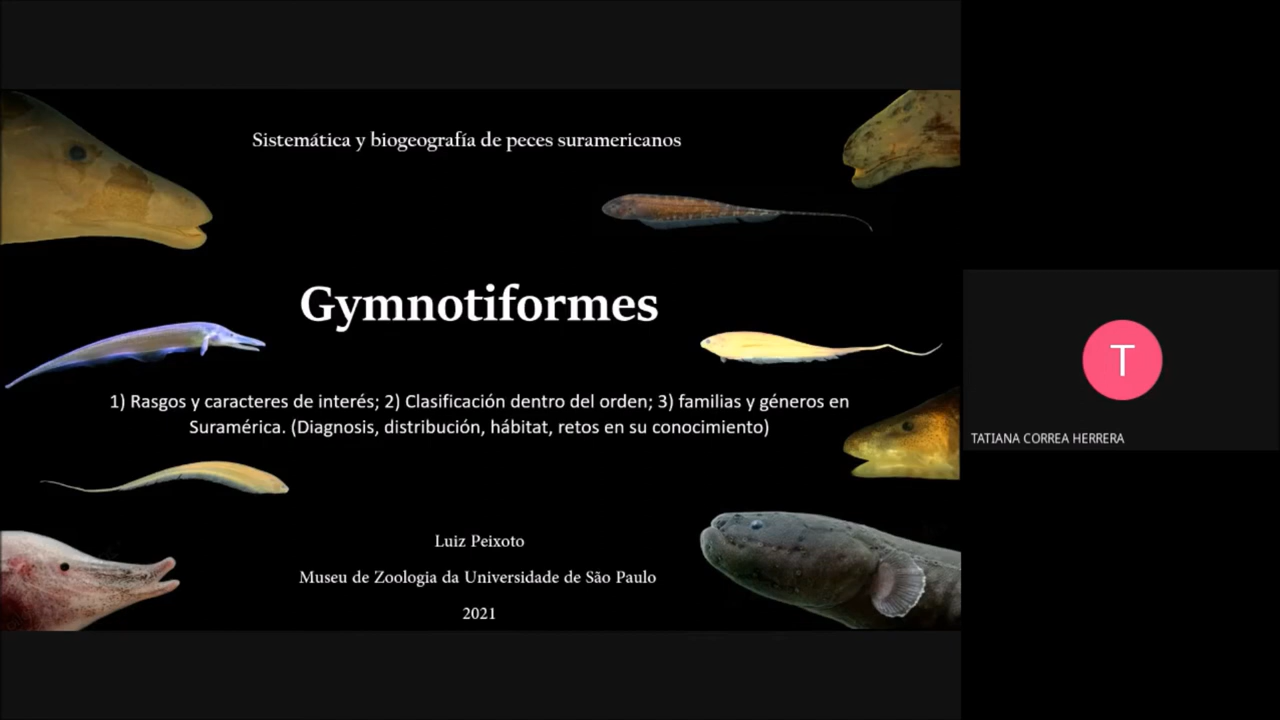 Sistemática y biogeografía de peces suramericanos
Gymnotiformes
1) Rasgos y caracteres de interés; 2) Clasificación dentro del orden; 3) familias y géneros en
Suramérica. (Diagnosis, distribución, hábitat, retos en su conocimiento)
Luiz Peixoto
Museu de Zoologia da Universidade de São Paulo
2021
T
TATIANA CORREA HERRERA